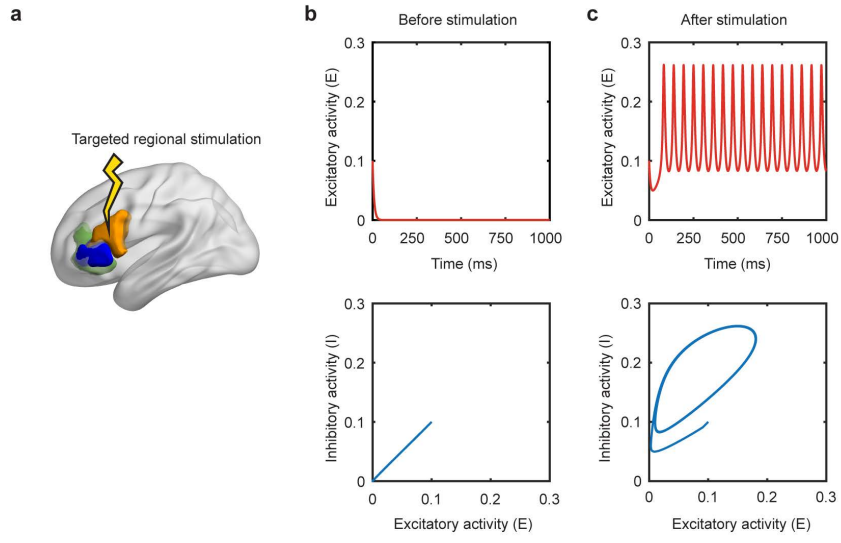 a
Targeted regional stimulation
b
Before stimulation
Excitatory activity (E)
0.3
0.2
0.1
0
0 250 500 750 1000
Time (ms)
Inhibitory activity (I)
0.3
0.2
0.1
0
0 0.1 0.2 0.3
Excitatory activity (E)
c
After stimulation
Excitatory activity (E)
0.3
0.2
0.1
0
0 250 500 750 1000
Time (ms)
Inhibitory activity (I)
0.3
0.2
0.1
0
0 0.1 0.2 0.3
Excitatory activity (E)